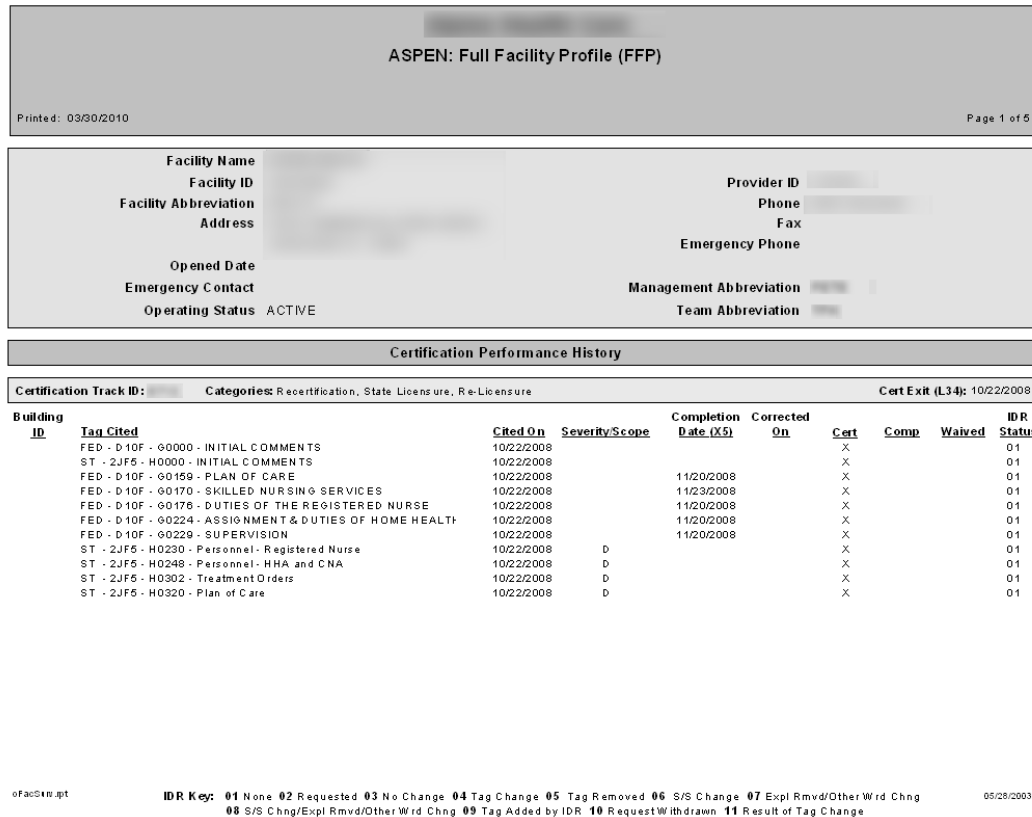 ASPEN: Full Facility Profile (FFP)
Printed: 03/30/2010 Page 1 of 5
Facility Name
Facility ID Provider ID
Facility Abbreviation Phone
Address Fax
Emergency Phone
Opened Date
Emergency Contact Management Abbreviation
Operating Status ACTIVE Team Abbreviation
Certification Performance History
Certification Track ID: Categories: Recertification, State Licensure, Re-Licensure Cert Exit (L34): 10/22/2008
Building Completion Corrected IDR
ID Tag Cited Cited On Severity/Scope Date (X5) On Cert Comp Waived Status
FED - D10F - G0000 - INITIAL COMMENTS 10/22/2008 X 01
ST - 2JF5 - H0000 - INITIAL COMMENTS 10/22/2008 X 01
FED - D10F - G0159 - PLAN OF CARE 10/22/2008 11/20/2008 X 01
FED - D10F - G0170 - SKILLED NURSING SERVICES 10/22/2008 11/23/2008 X 01
FED - D10F - G0176 - DUTIES OF THE REGISTERED NURSE 10/22/2008 11/20/2008 X 01
FED - D10F - G0224 - ASSIGNMENT & DUTIES OF HOME HEALTH 10/22/2008 11/20/2008 X 01
FED - D10F - G0229 - SUPERVISION 10/22/2008 11/20/2008 X 01
ST - 2JF5 - H0230 - Personnel - Registered Nurse 10/22/2008 D X 01
ST - 2JF5 - H0248 - Personnel - HHA and CNA 10/22/2008 D X 01
ST - 2JF5 - H0302 - Treatment Orders 10/22/2008 D X 01
ST - 2JF5 - H0320 - Plan of Care 10/22/2008 D X 01
oFacSurv.rpt IDR Key: 01 None 02 Requested 03 No Change 04 Tag Change 05 Tag Removed 06 S/S Change 07 Expl Rmvd/Other Wrd Chng 05/28/2003
08 S/S Chng/Expl Rmvd/Other Wrd Chng 09 Tag Added by IDR 10 Request Withdrawn 11 Result of Tag Change